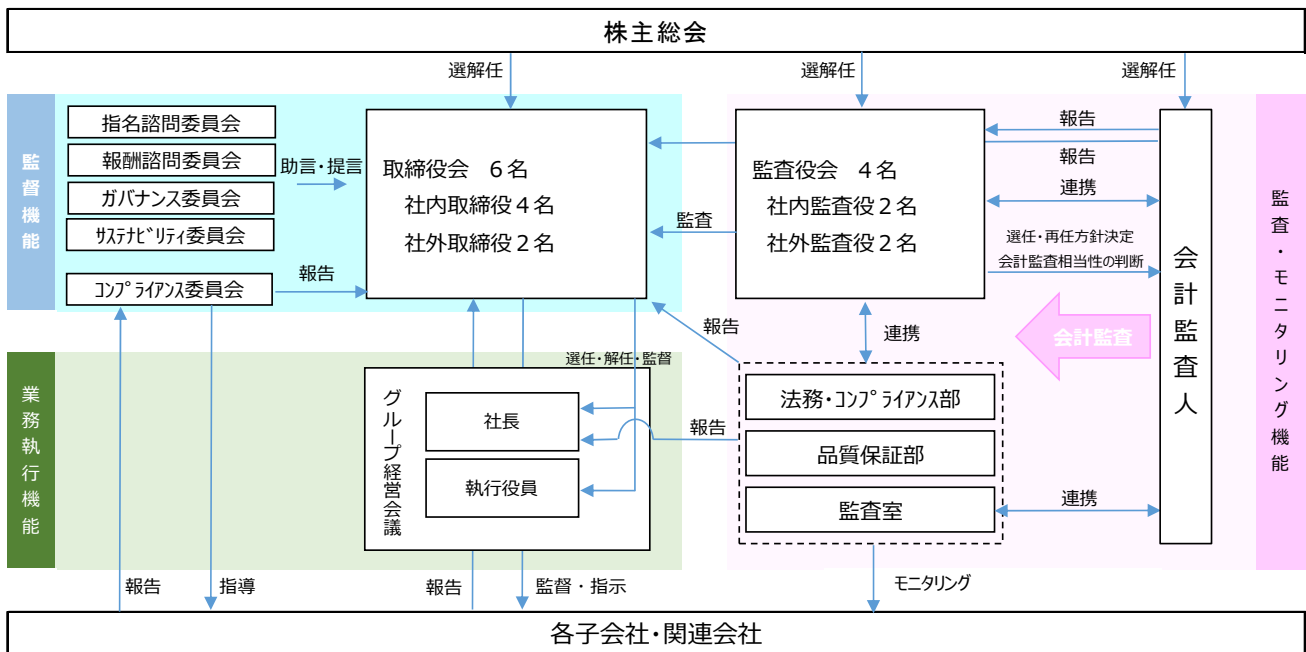 株主総会
選解任
選解任
選解任
監督機能
指名諮問委員会
報酬諮問委員会
ガバナンス委員会
ｻｽﾃﾅﾋﾞﾘﾃｨ委員会
ｺﾝﾌﾟﾗｲｱﾝｽ委員会
助言・提言
報告
取締役会　６名
社内取締役４名
社外取締役２名
監査
監査役会　４名
社内監査役２名
社外監査役２名
報告
報告
連携
選任・再任方針決定
会計監査相当性の判断
会計監査人
会計監査
監査・モニタリング機能
報告
連携
業務執行機能
選任・解任・監督
グループ経営会議
社長
執行役員
報告
法務・ｺﾝﾌﾟﾗｲｱﾝｽ部
品質保証部
監査室
連携
報告
指導
報告
監督・指示
ﾓﾆﾀﾘﾝｸﾞ
各子会社・関連会社